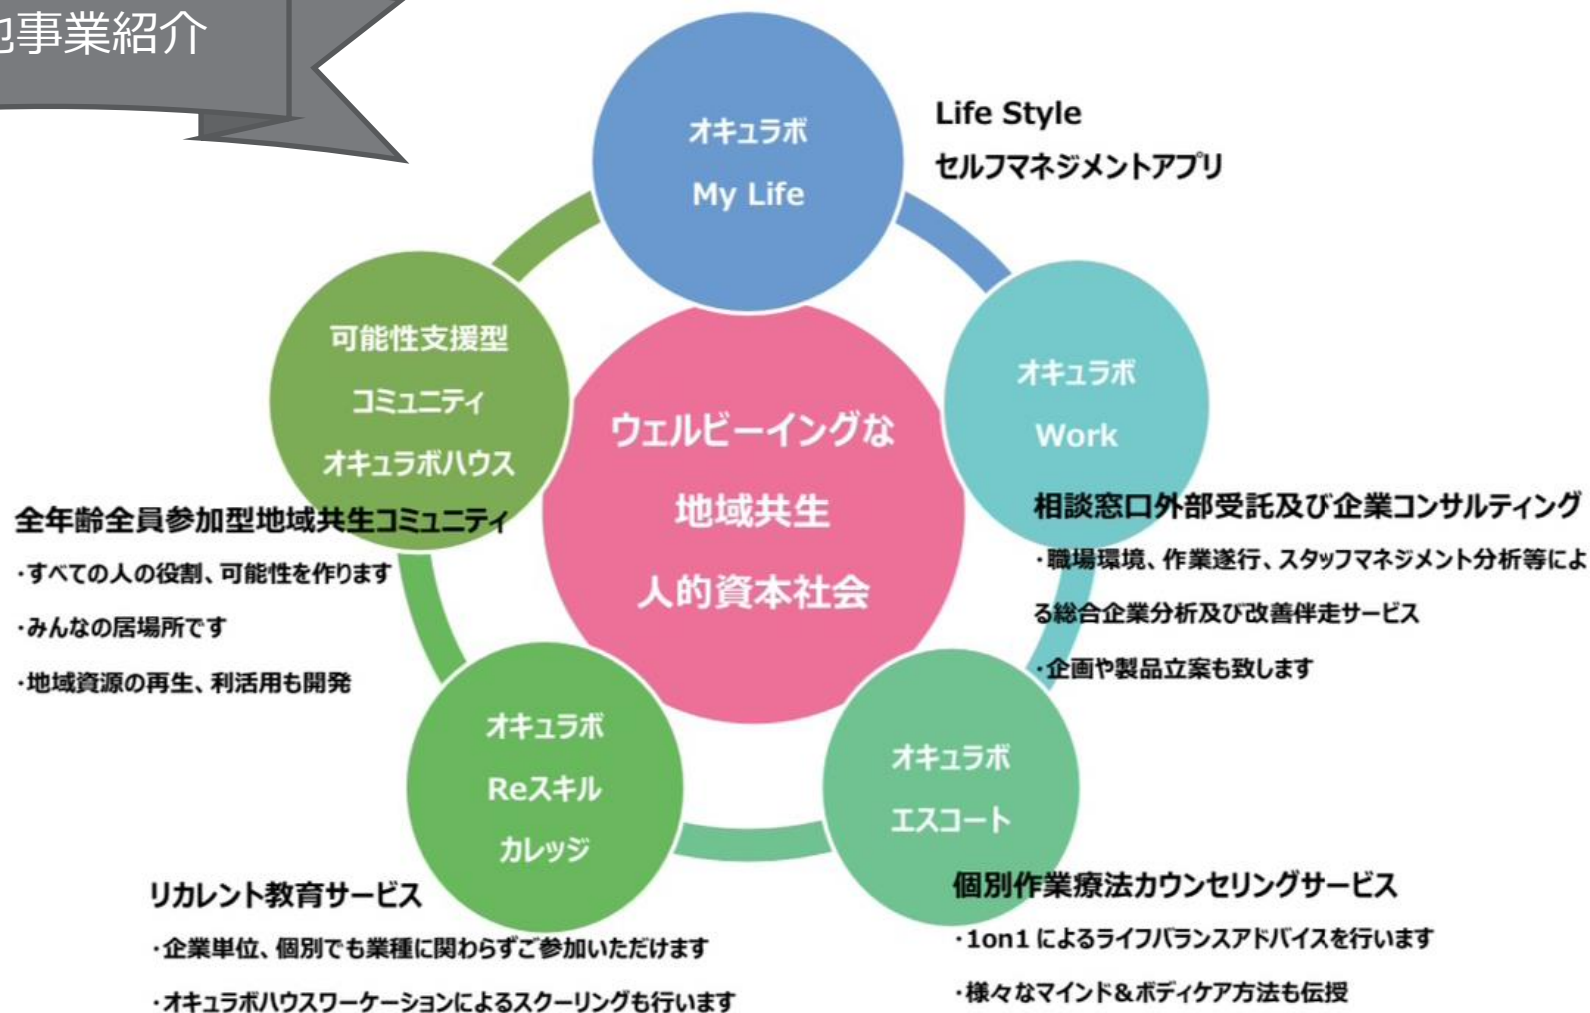 事業紹介
オキュラボ
My Life
Life Style
セルフマネジメントアプリ
可能性支援型
コミュニティ
オキュラボハウス
オキュラボ
Work
ウェルビーイングな
地域共生
人的資本社会
全年齢全員参加型地域共生コミュニティ
・すべての人の役割、可能性を作ります
・みんなの居場所です
・地域資源の再生、利活用も開発
相談窓口外部受託及び企業コンサルティング
・職場環境、作業遂行、スタッフマネジメント分析等によ
る総合企業分析及び改善伴走サービス
・企画や製品立案も致します
オキュラボ
Reスキル
カレッジ
オキュラボ
エスコート
リカレント教育サービス
・企業単位、個別でも業種に関わらずご参加いただけます
・オキュラボハウスワーケーションによるスクーリングも行います
個別作業療法カウンセリングサービス
・1on1 によるライフバランスアドバイスを行います
・様々なマインド&ボディケア方法も伝授